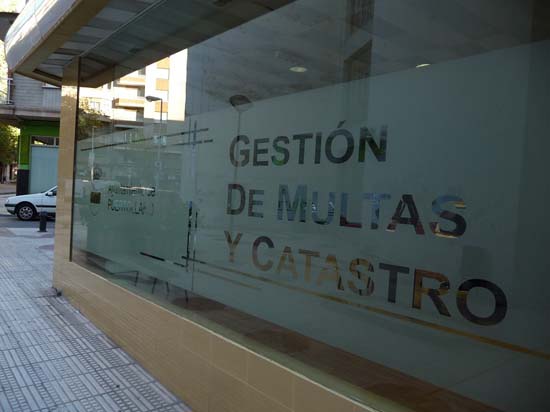 GESTIÓN
DE MULTAS
Y CATASTRO